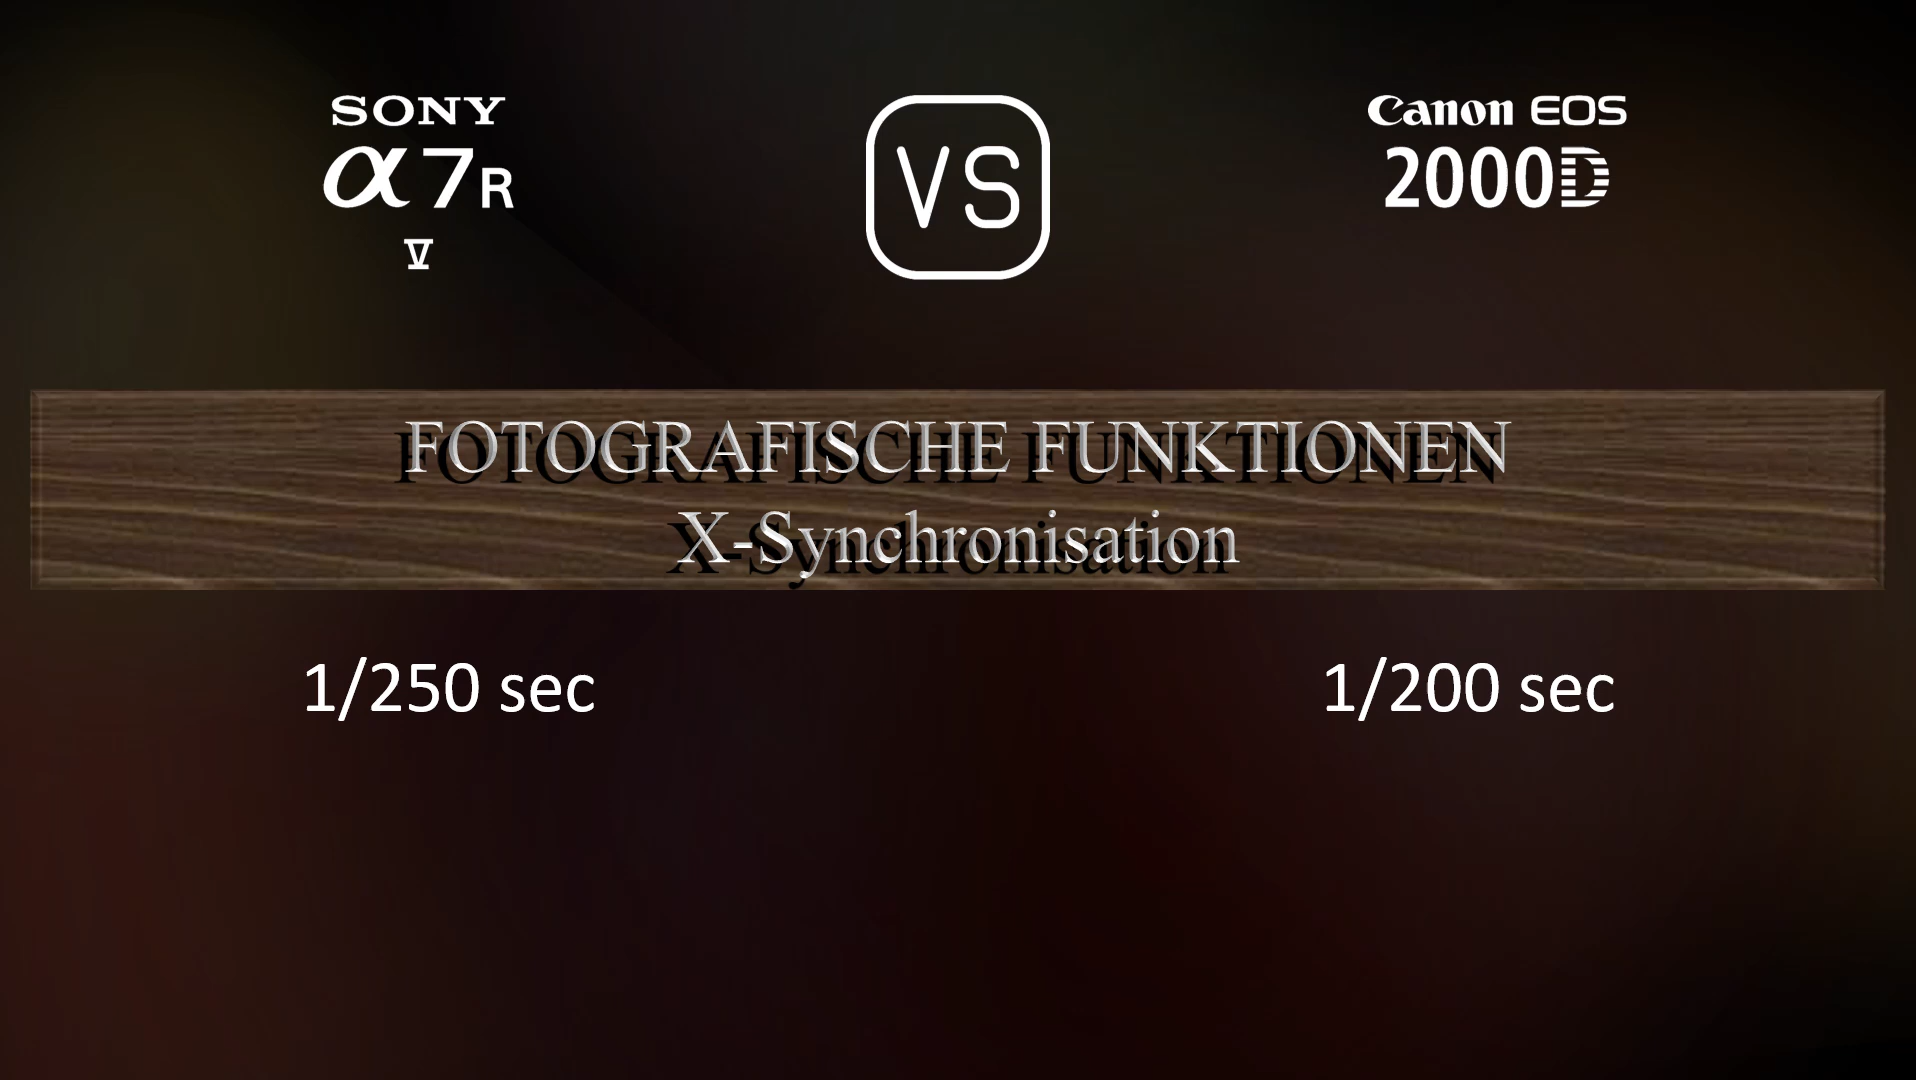 SONY
α7R
V
VS
Canon EOS
2000D
FOTOGRAFISCHE FUNKTIONEN
X-Synchronisation
1/250 sec
1/200 sec